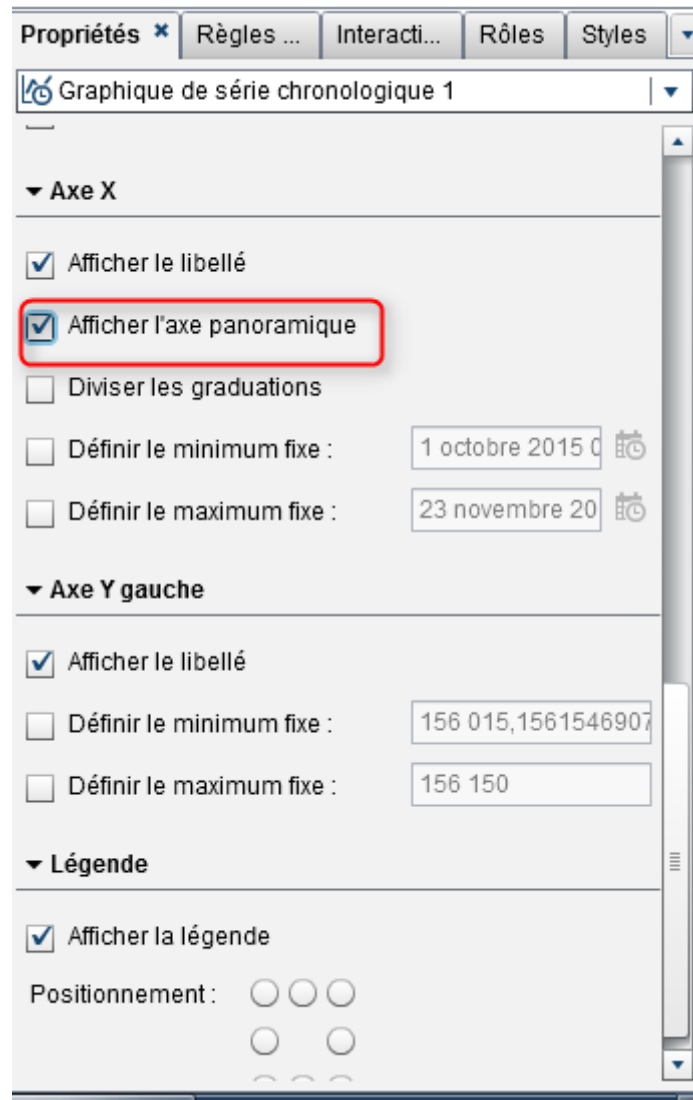 Propriétés × Règles ... Interacti... Rôles Styles
Graphique de série chronologique 1
Axe X
Afficher le libellé
Afficher l'axe panoramique
Diviser les graduations
Définir le minimum fixe : 1 octobre 2015 0
Définir le maximum fixe : 23 novembre 20
Axe Y gauche
Afficher le libellé
Définir le minimum fixe : 156 015,1561546907
Définir le maximum fixe : 156 150
Légende
Afficher la légende
Positionnement :